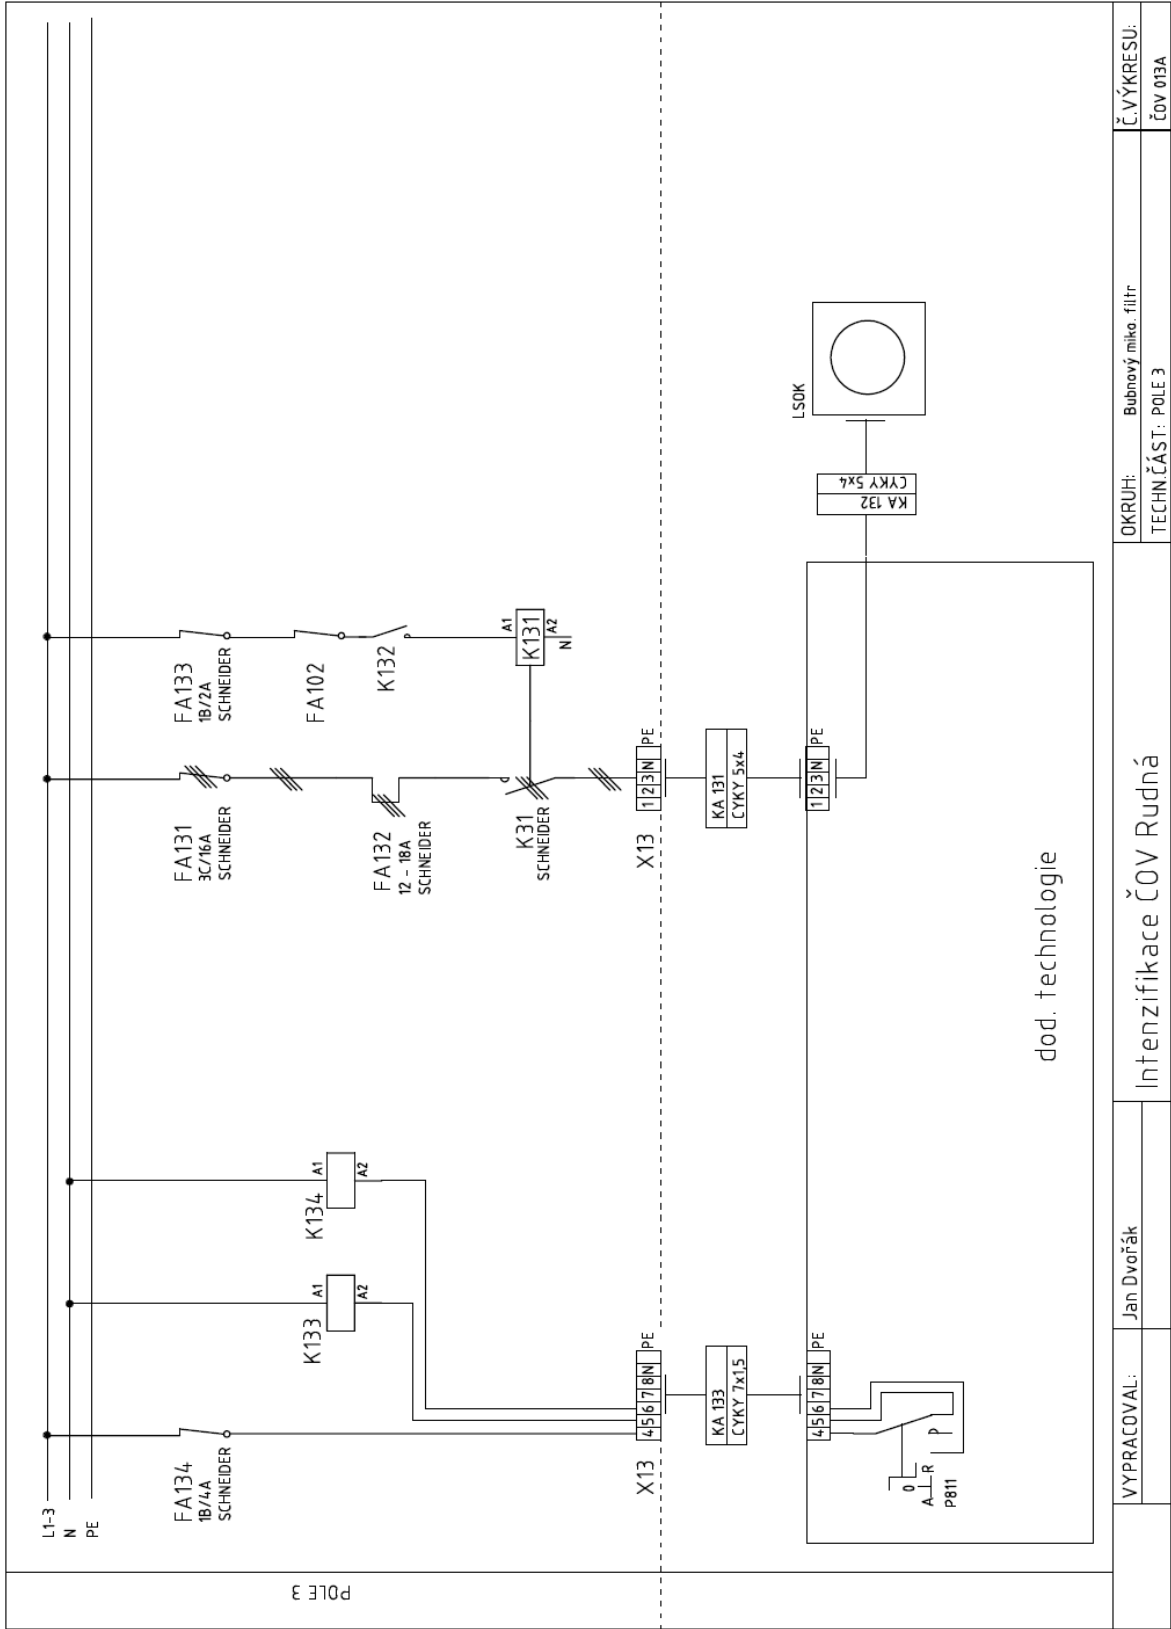 POLE 3
L1-3
N
PE
FA134
1B/4A
SCHNEIDER
K133
A1
A2
K134
A1
A2
FA131
3C/16A
SCHNEIDER
FA133
1B/2A
SCHNEIDER
FA132
12 - 18A
SCHNEIDER
FA102
K132
K31
SCHNEIDER
A1
K131
A2
N
X13
4 5 6 7 8 N PE
X13
1 2 3 N PE
KA 133
CYKY 7x1,5
KA 131
CYKY 5x4
4 5 6 7 8 N PE
1 2 3 N PE
KA 132
CYKY 5x4
LSOK
0
A R
P
P811
dod. technologie
VYPRACOVAL:
Jan Dvořák
Intenzifikace ČOV Rudná
OKRUH: Bubnový miko. filtr
TECHN.ČÁST: POLE 3
Č.VÝKRESU:
ČOV 013A